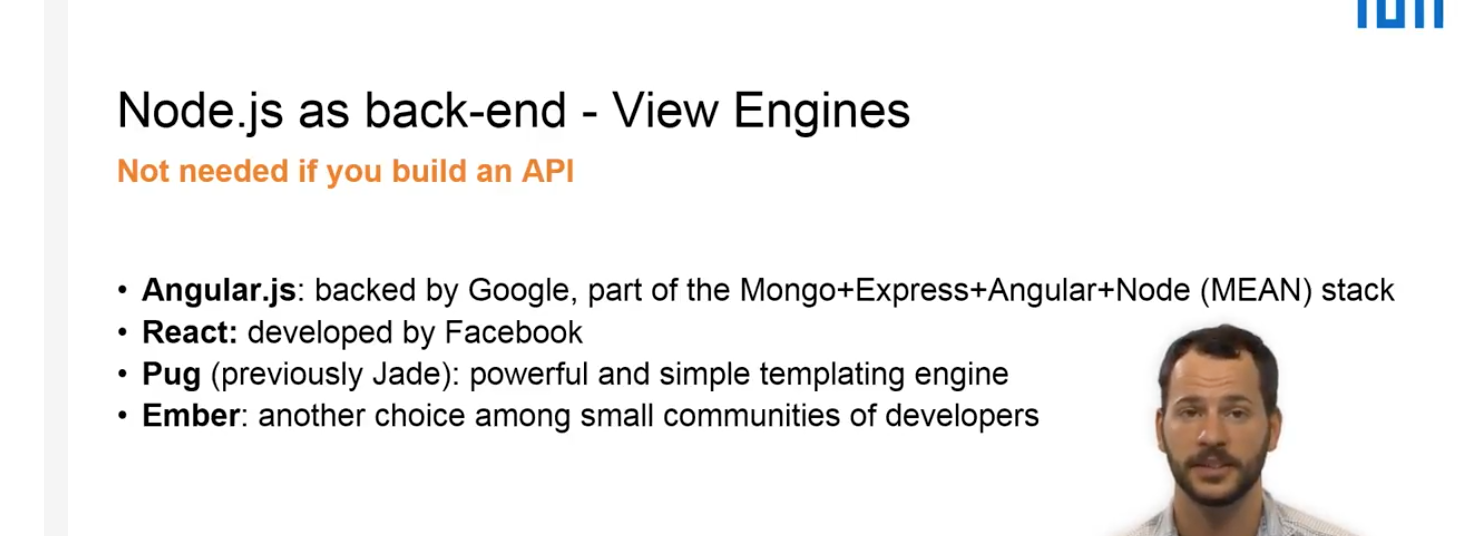 Node.js as back-end - View Engines
Not needed if you build an API
• Angular.js: backed by Google, part of the Mongo+Express+Angular+Node (MEAN) stack
• React: developed by Facebook
• Pug (previously Jade): powerful and simple templating engine
• Ember: another choice among small communities of developers